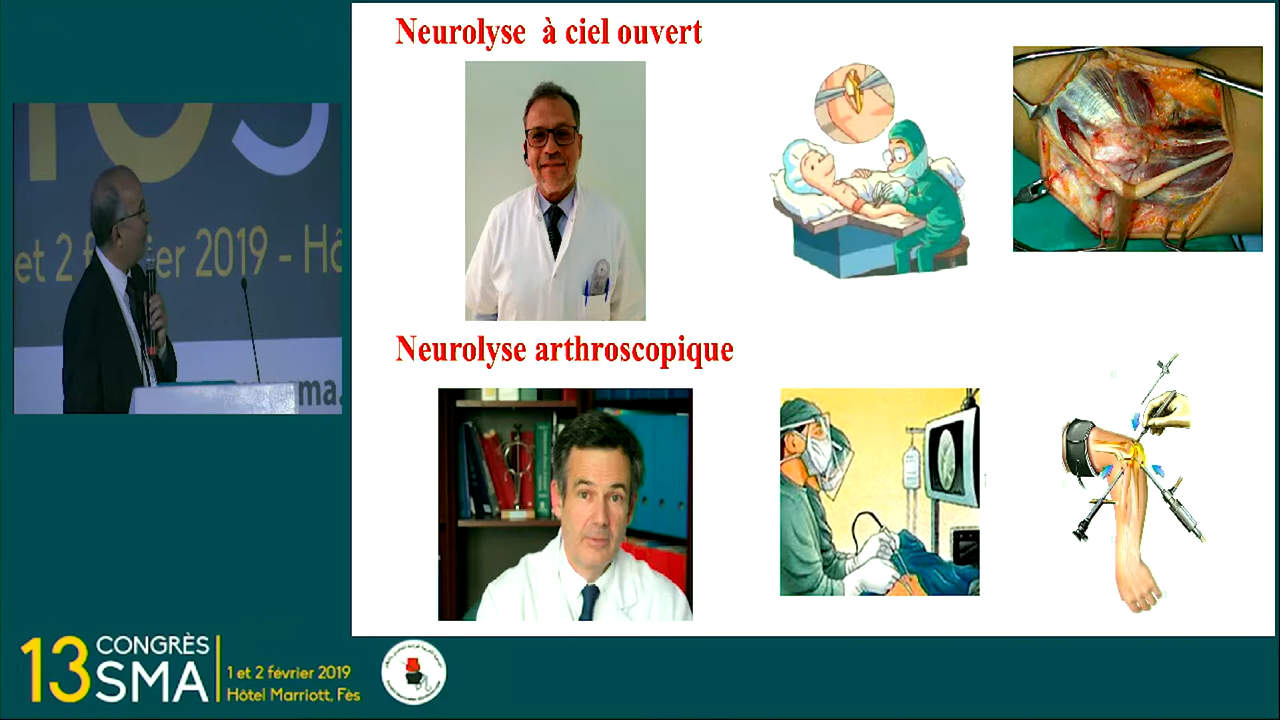 Neurolyse à ciel ouvert
et 2 f
er 2019 - Hô
Neurolyse arthroscopique
ma.
13 CONGRÈS
SMA
1 et 2 février 2019
Hôtel Marriott, Fès